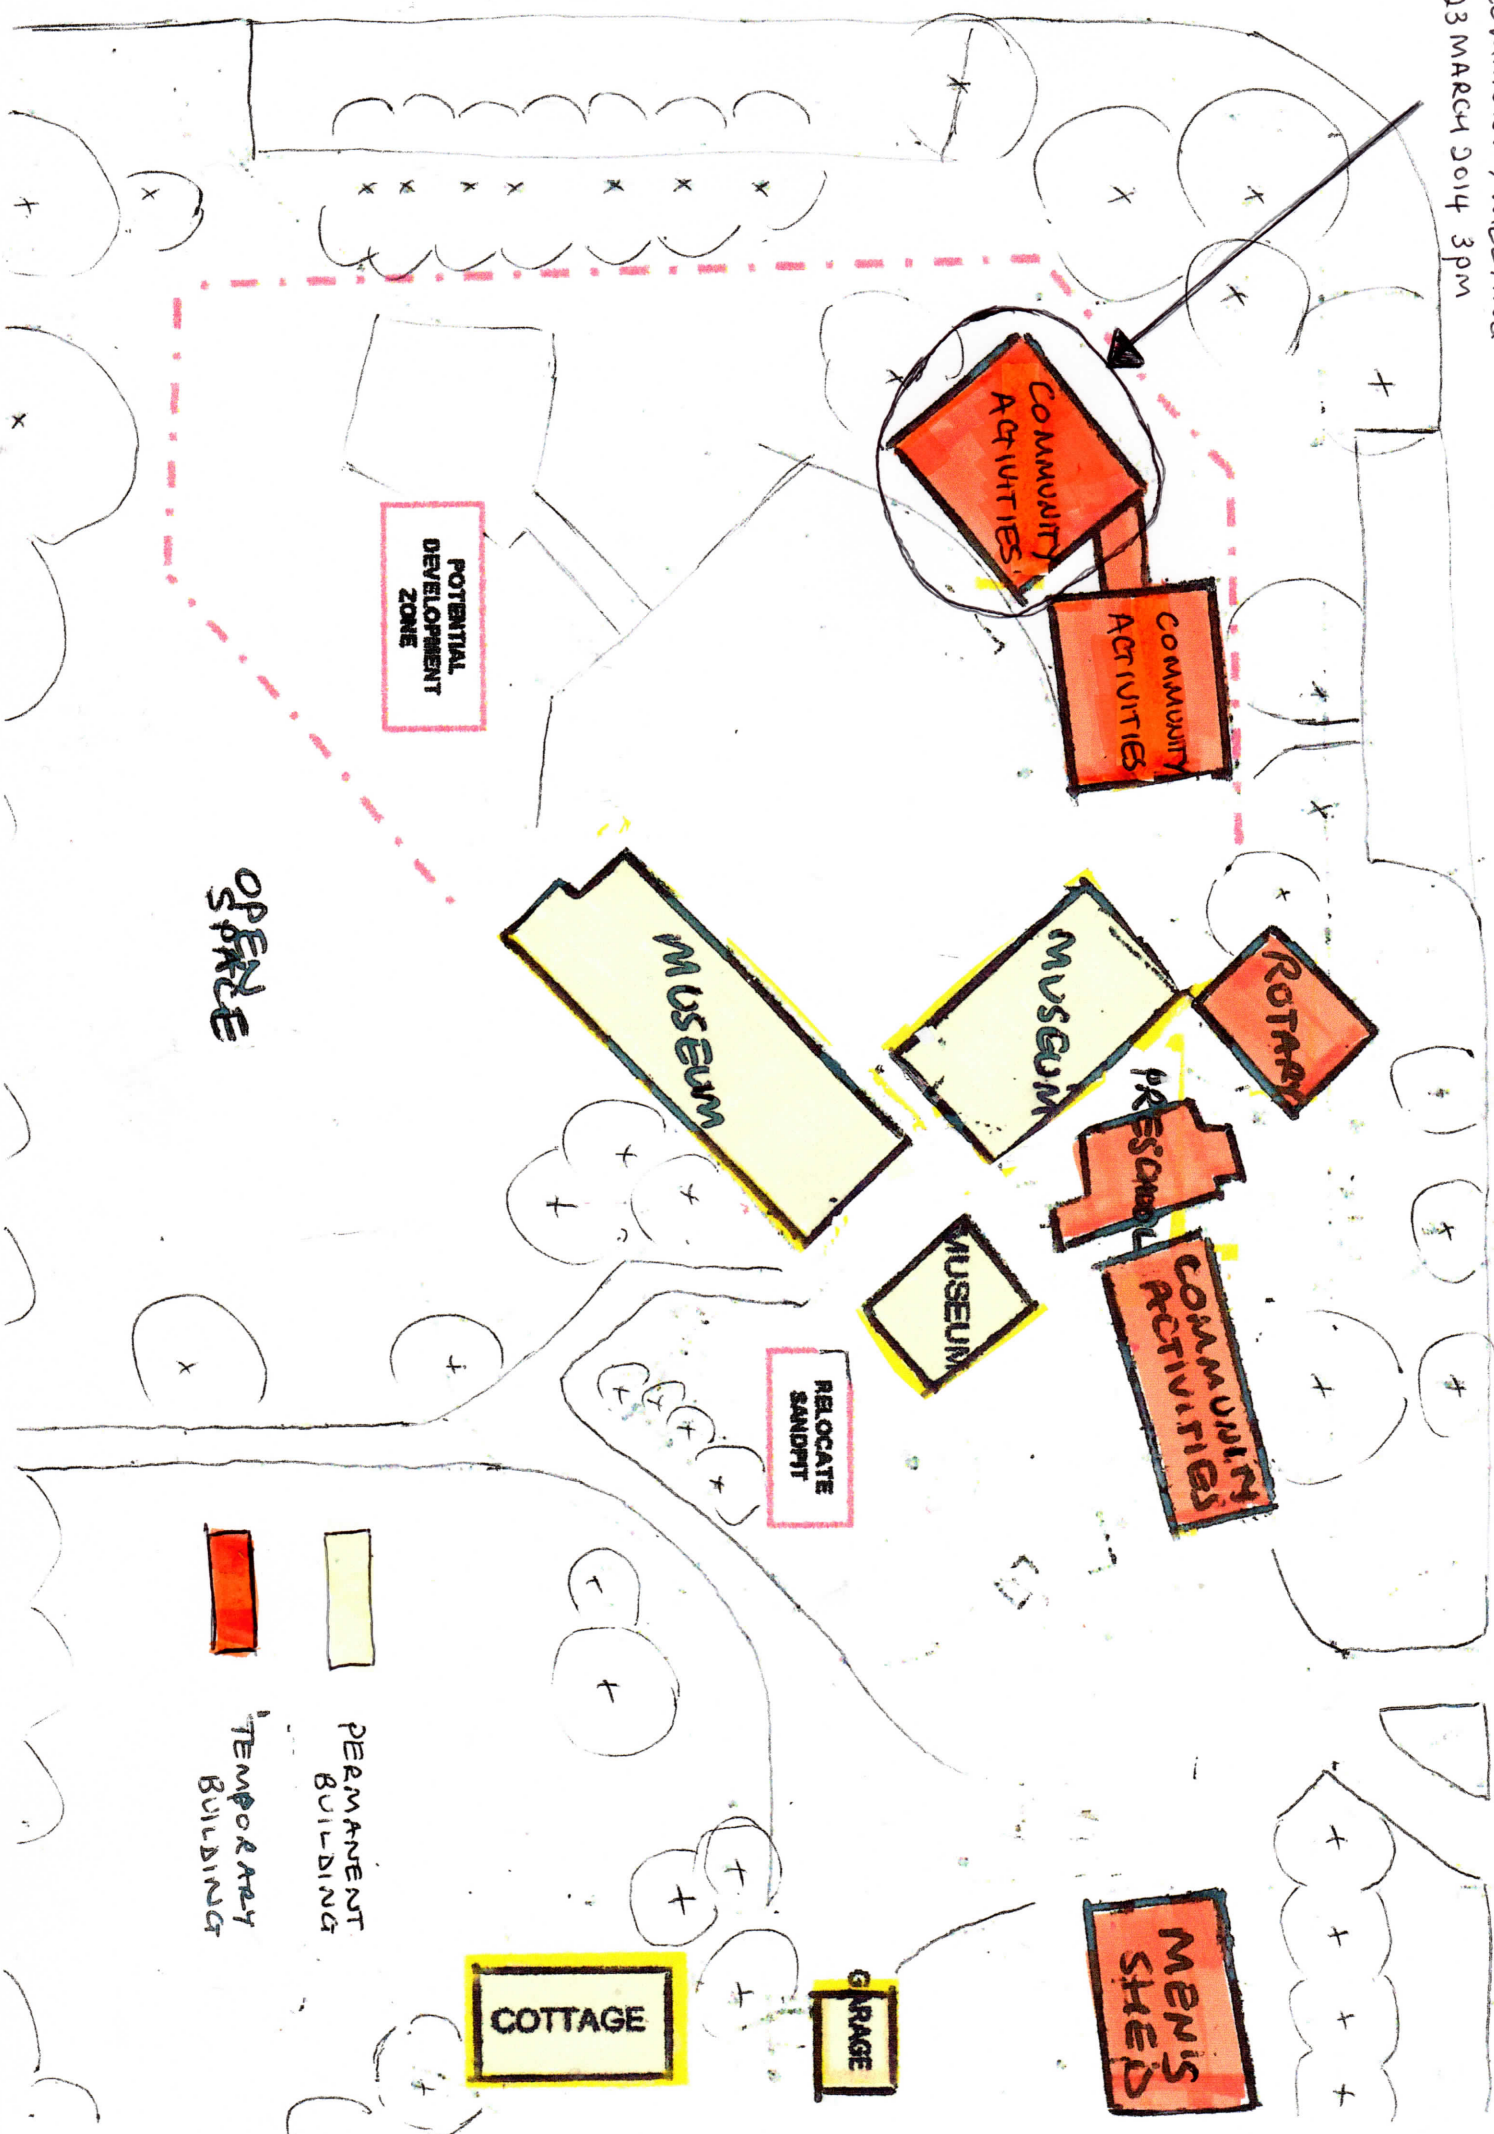 23 MARCH 2014 3PM
COMMUNITY
ACTIVITIES
COMMUNITY
ACTIVITIES
POTENTIAL
DEVELOPMENT
ZONE
ROTARY
MUSEUM
MUSEUM
OPEN
SPACE
PRESCHOOL
MUSEUM
COMMUNITY
ACTIVITIES
RELOCATE
SANDPIT
PERMANENT
BUILDING
TEMPORARY
BUILDING
MENS
SHED
GARAGE
COTTAGE